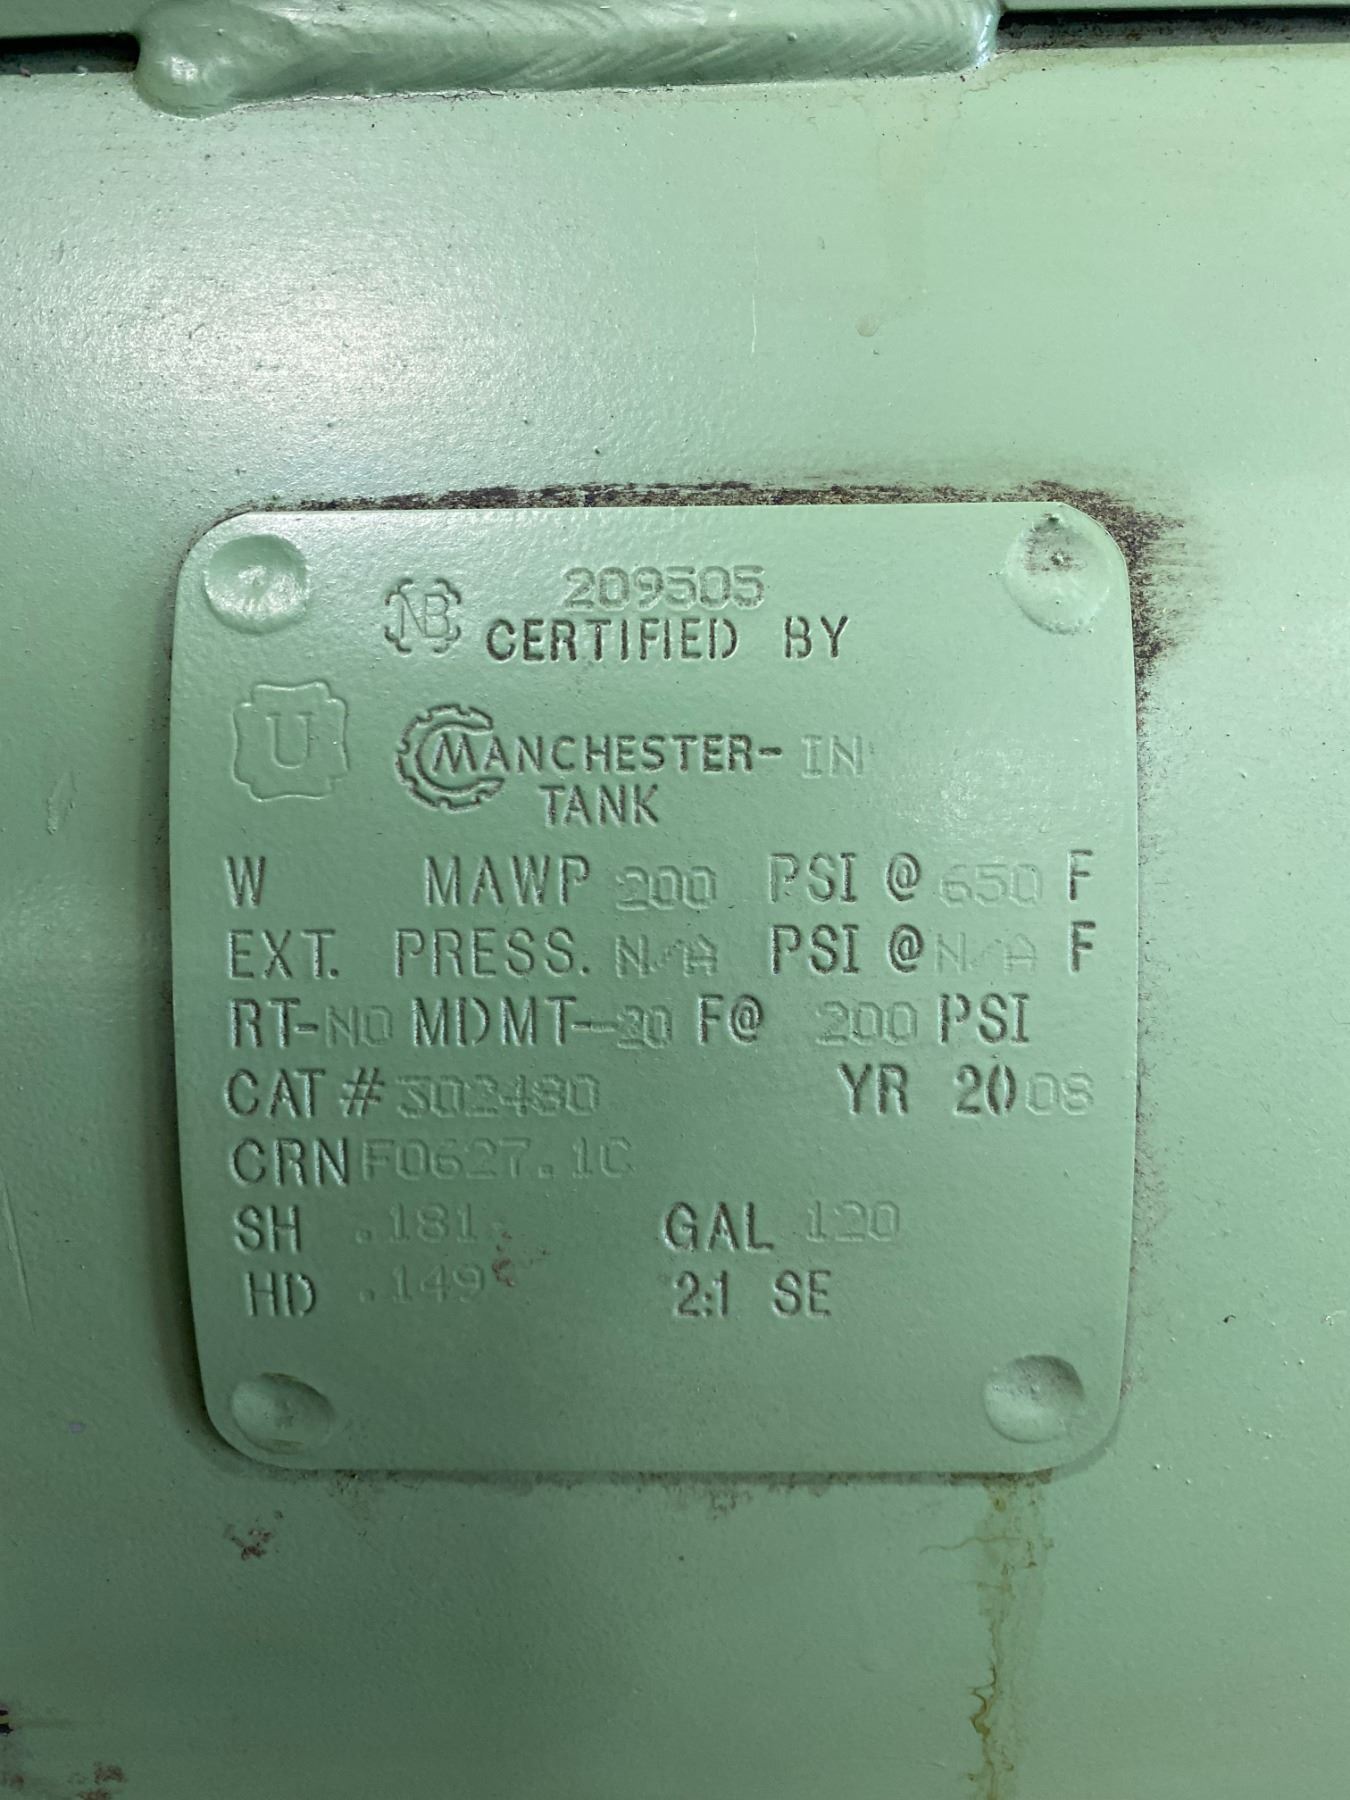 NB 209505
CERTIFIED BY
U MANCHESTER- IN
TANK
W MAWP 200 PSI @ 650 F
EXT. PRESS. N/A PSI @ N/A F
RT-NO MDMT--20 F@ 200 PSI
CAT # 302480 YR 2008
CRN F0627.1C
SH .181 GAL 120
HD .149 2:1 SE